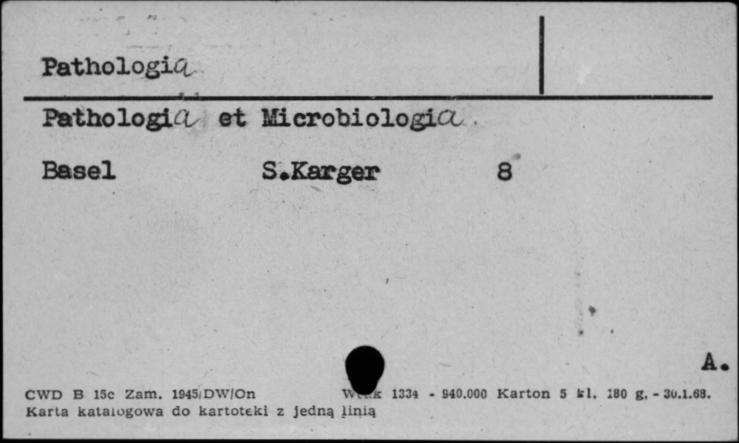 Pathologia
Pathologia et Microbiologia
Basel S.Karger 8
A.
CWD B 15c Zam. 1945/DW/On 1334 - 940.000 Karton 5 kl. 180 g. - 30.1.68.
Karta katalogowa do kartoteki z jedną linią